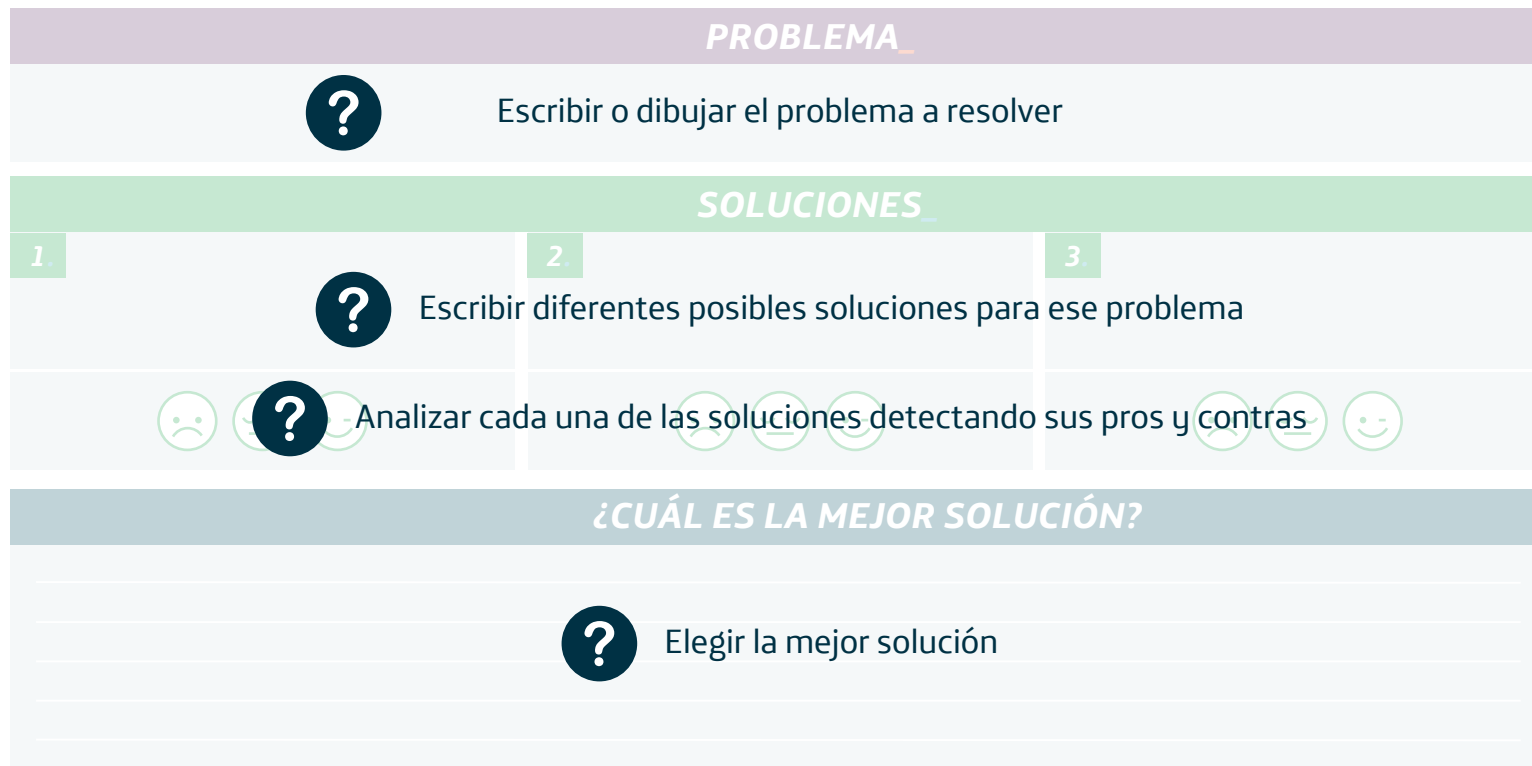 PROBLEMA_
?
Escribir o dibujar el problema a resolver
SOLUCIONES_
1.
2.
3.
?
Escribir diferentes posibles soluciones para ese problema
?
Analizar cada una de las soluciones detectando sus pros y contras
¿CUÁL ES LA MEJOR SOLUCIÓN?
?
Elegir la mejor solución